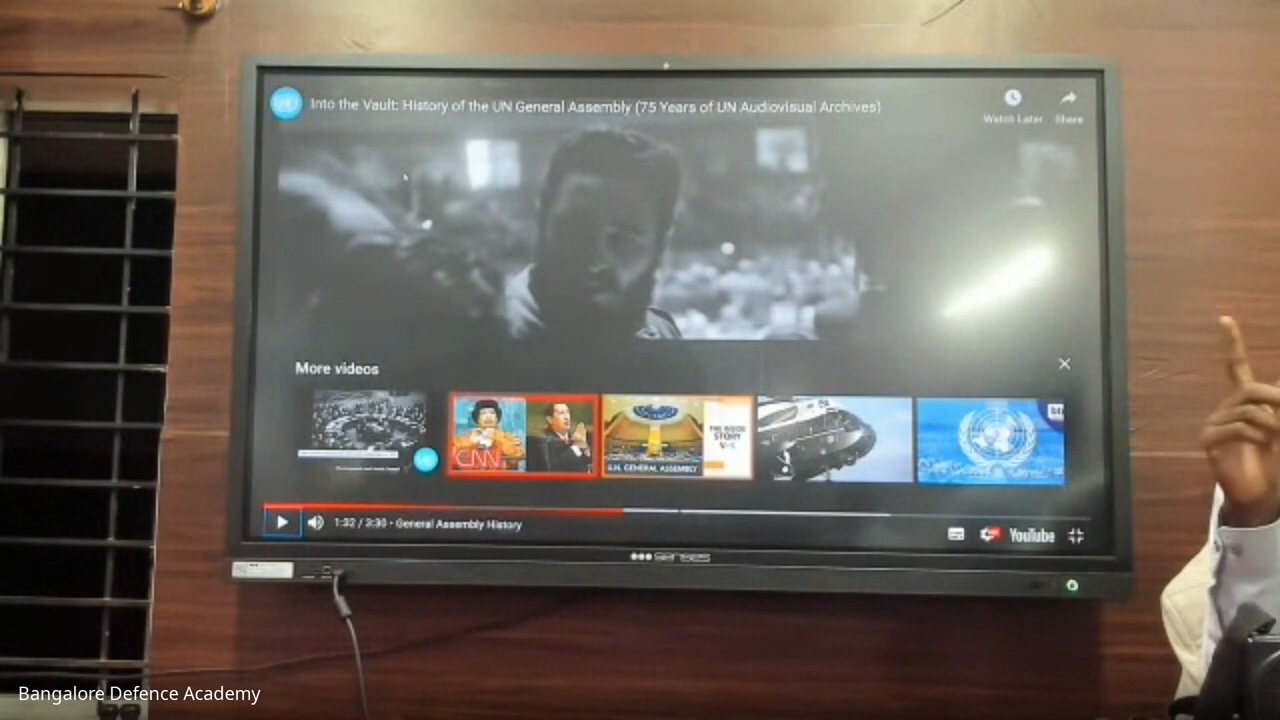 Into the Vault: History of the UN General Assembly (75 Years of UN Audiovisual Archives)
Watch Later
Share
More videos
CNN
U.N. GENERAL ASSEMBLY
THE INSIDE
STORY
1:32 / 3:30 • General Assembly History
YouTube
Bangalore Defence Academy